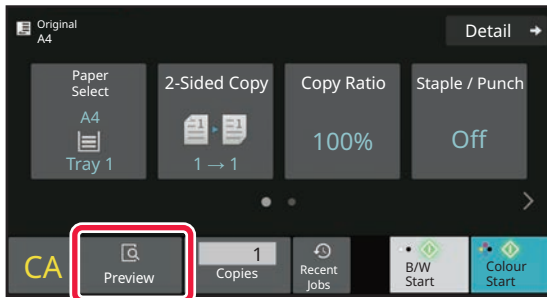 Original
A4
Detail
Paper
Select
A4
Tray 1
2-Sided Copy
1 → 1
Copy Ratio
100%
Staple / Punch
Off
CA
Preview
1
Copies
Recent
Jobs
B/W
Start
Colour
Start